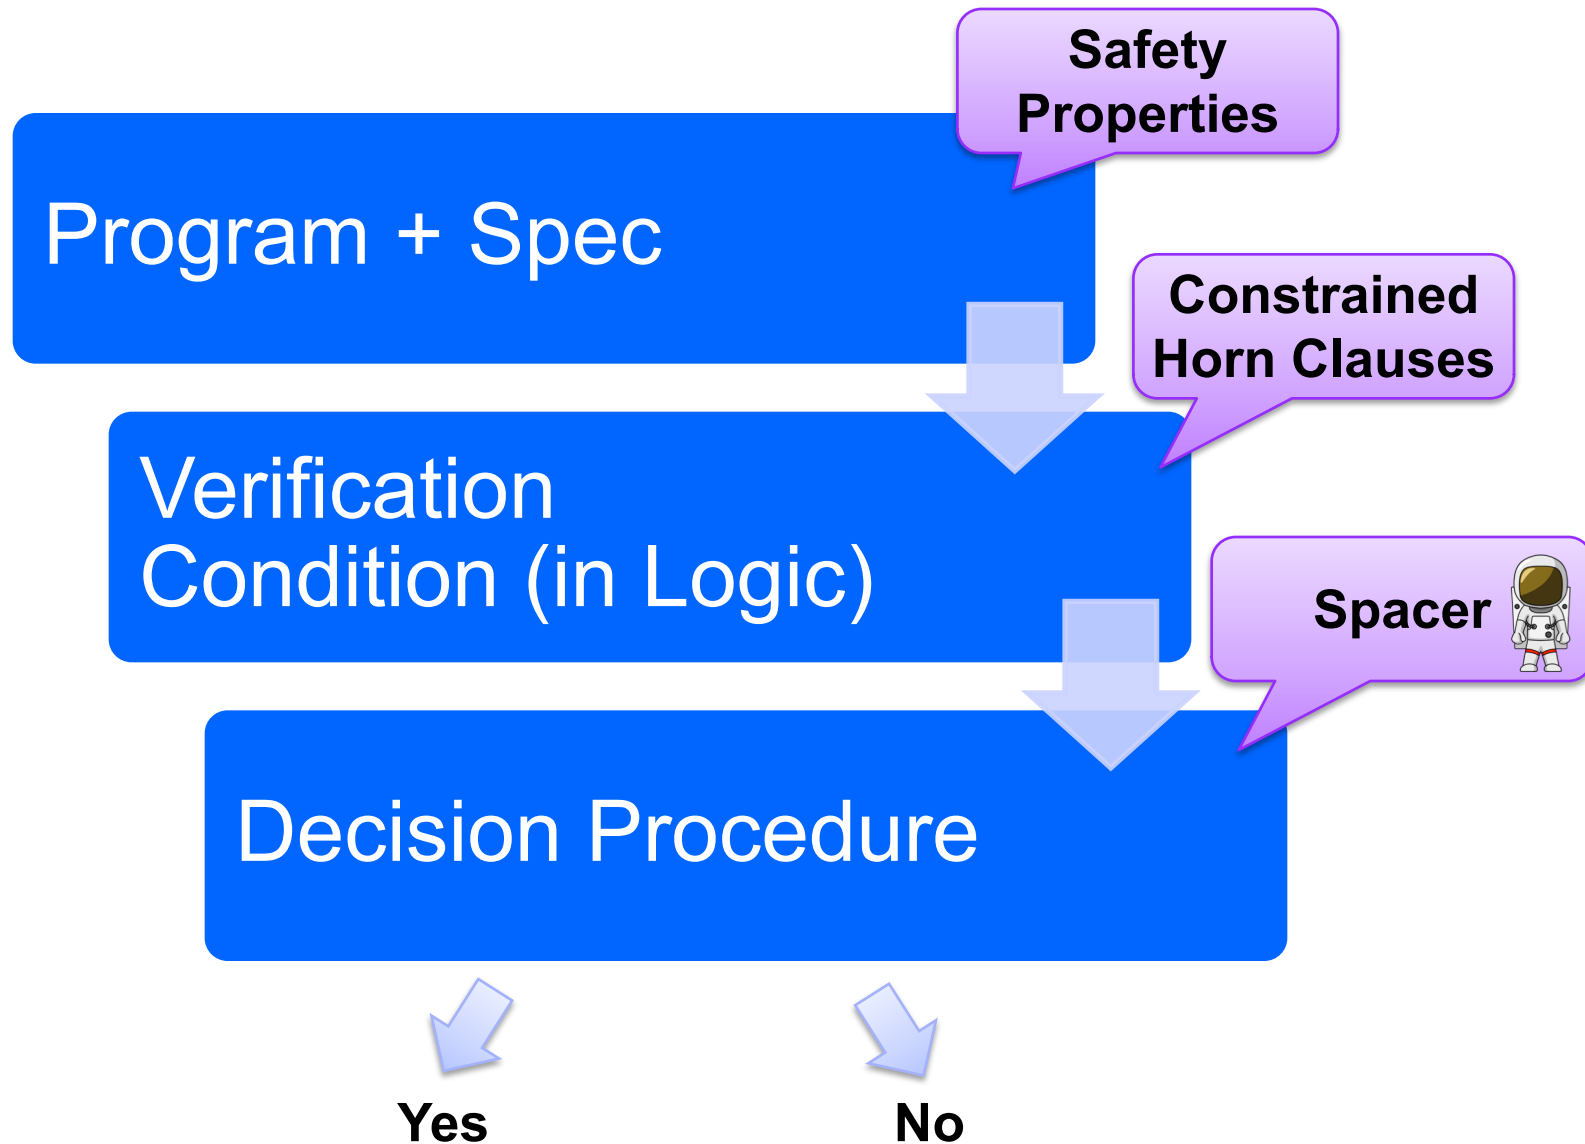 Safety
Properties
Program + Spec
Constrained
Horn Clauses
Verification
Condition (in Logic)
Spacer
Decision Procedure
Yes
No